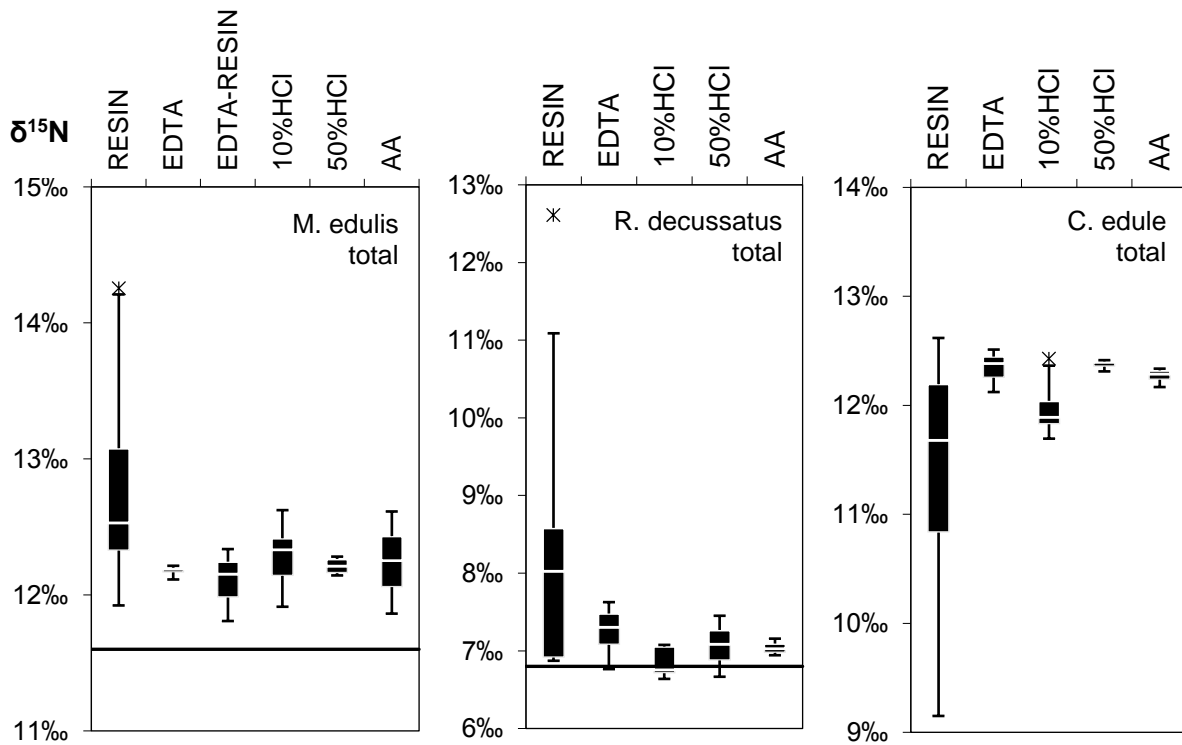 δ¹⁵N
RESIN
EDTA
EDTA-RESIN
10%HCl
50%HCl
AA
15‰
14‰
13‰
12‰
11‰
M. edulis
total
RESIN
EDTA
10%HCl
50%HCl
AA
13‰
12‰
11‰
10‰
9‰
8‰
7‰
6‰
R. decussatus
total
RESIN
EDTA
10%HCl
50%HCl
AA
14‰
13‰
12‰
11‰
10‰
9‰
C. edule
total